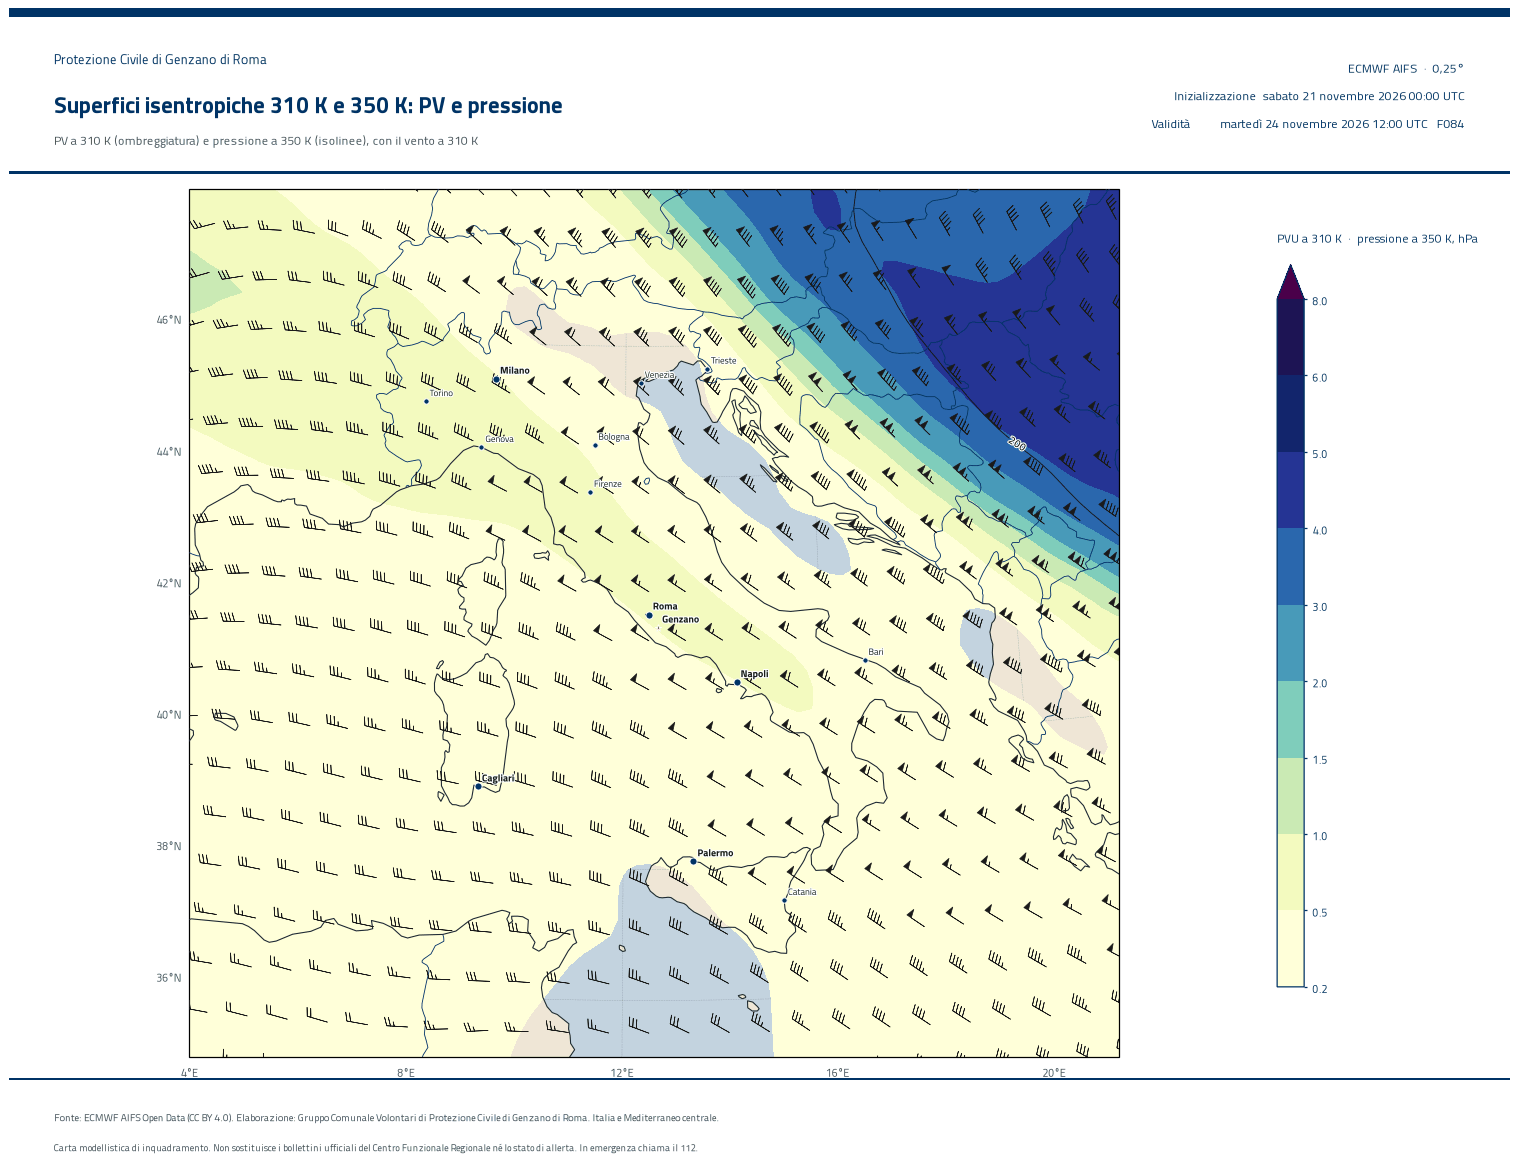 Protezione Civile di Genzano di Roma
Superfici isentropiche 310 K e 350 K: PV e pressione
PV a 310 K (ombreggiatura) e pressione a 350 K (isolinee), con il vento a 310 K
ECMWF AIFS · 0,25°
Inizializzazione sabato 21 novembre 2026 00:00 UTC
Validità martedì 24 novembre 2026 12:00 UTC F084
PVU a 310 K · pressione a 350 K, hPa
8.0
6.0
5.0
4.0
3.0
2.0
1.5
1.0
0.5
0.2
46°N
44°N
42°N
40°N
38°N
36°N
4°E
8°E
12°E
16°E
20°E
Trieste
Milano
Venezia
Torino
Genova
Bologna
200
Firenze
Roma
Genzano
Bari
Napoli
Cagliari
Palermo
Catania
Fonte: ECMWF AIFS Open Data (CC BY 4.0). Elaborazione: Gruppo Comunale Volontari di Protezione Civile di Genzano di Roma. Italia e Mediterraneo centrale.
Carta modellistica di inquadramento. Non sostituisce i bollettini ufficiali del Centro Funzionale Regionale né lo stato di allerta. In emergenza chiama il 112.